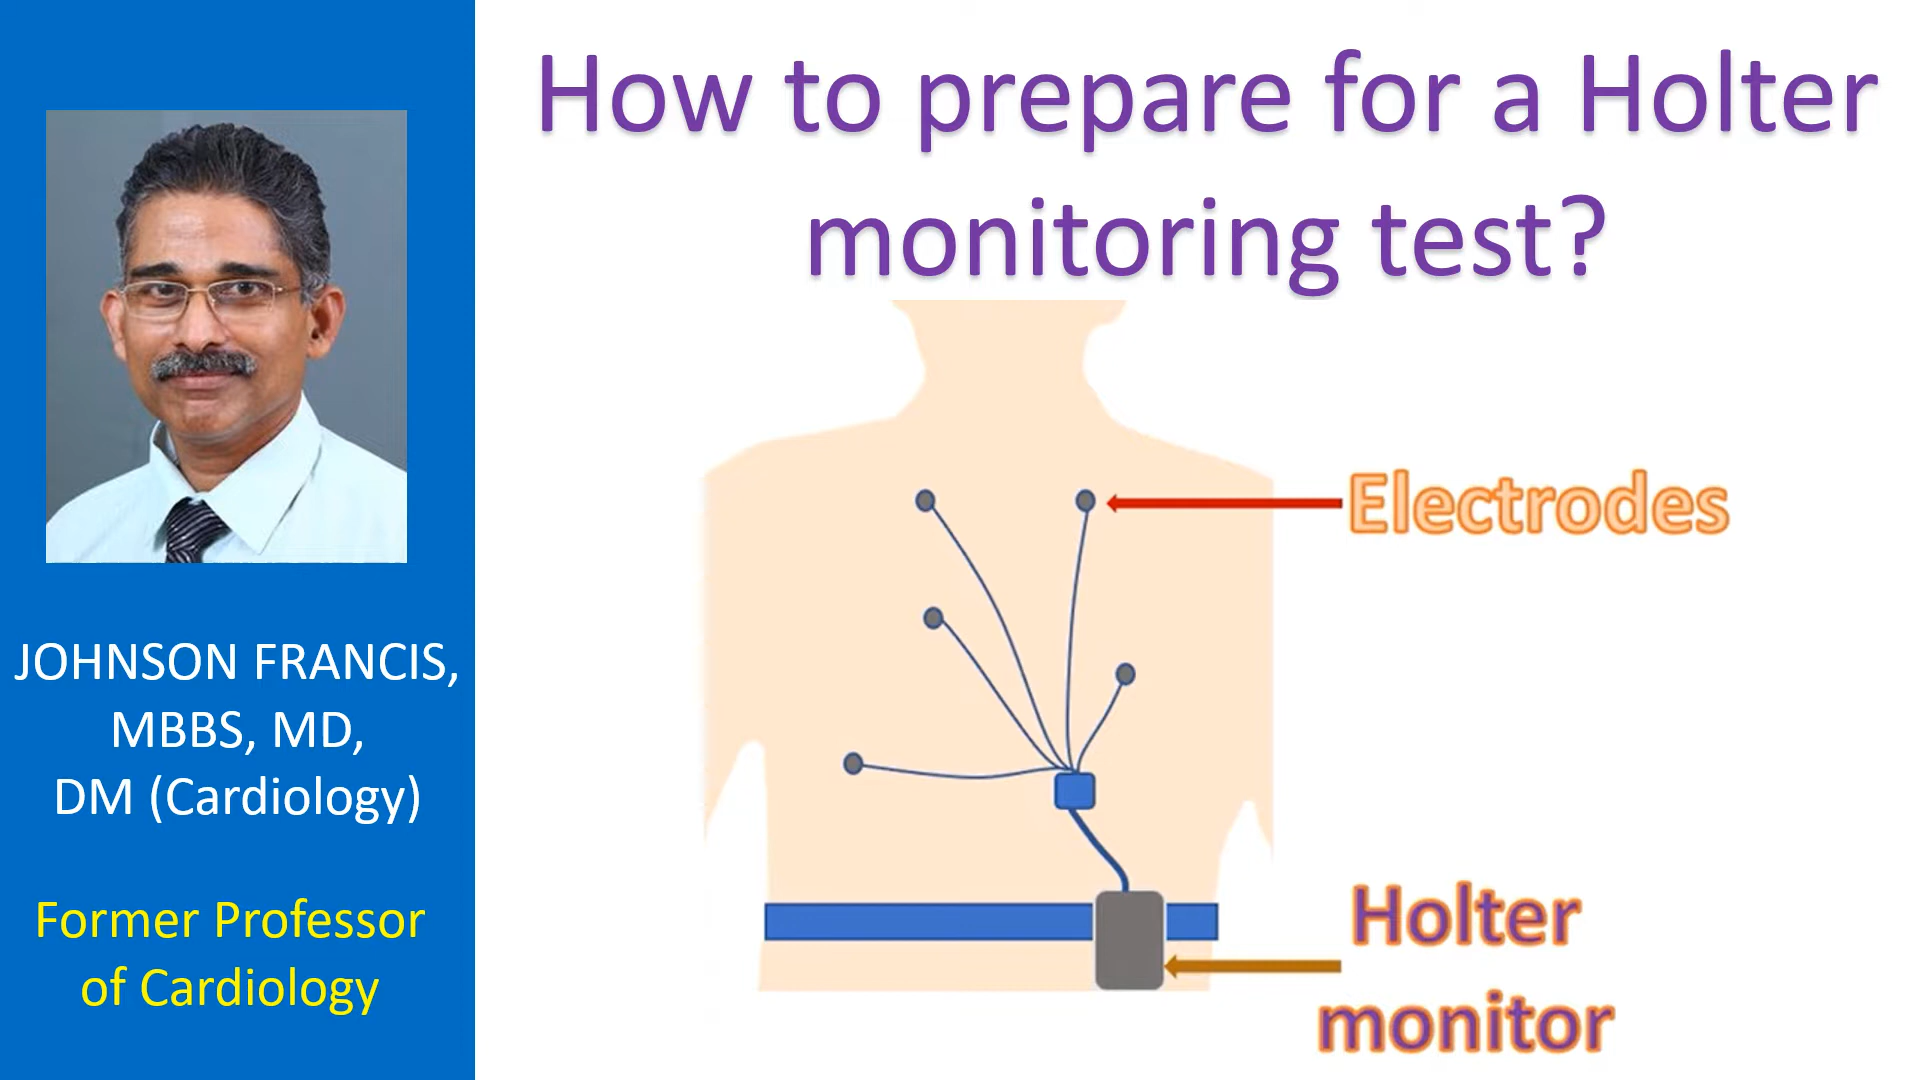 How to prepare for a Holter
monitoring test?
JOHNSON FRANCIS,
MBBS, MD,
DM (Cardiology)
Former Professor
of Cardiology
Electrodes
Holter
monitor